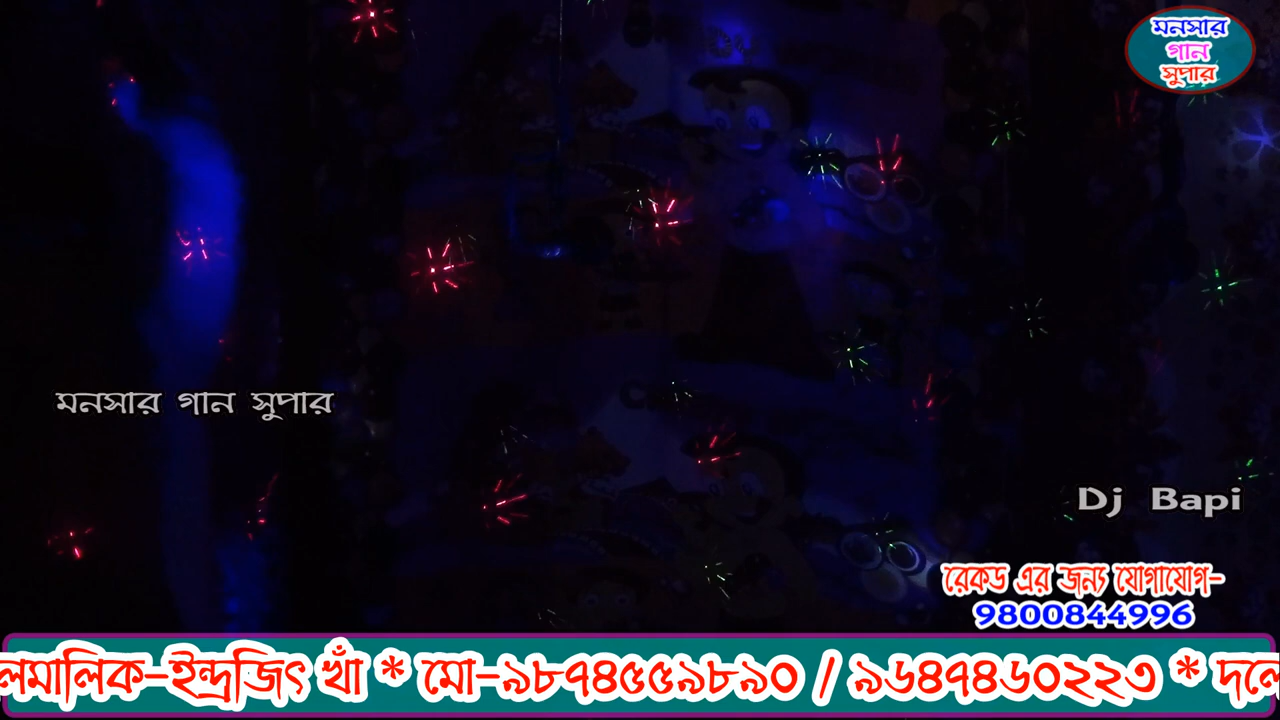 মনসার
গান
সুপার
মনসার গান সুপার
Dj Bapi
রেকড এর জন্য যোগাযোগ-
9800844996
লমালিক-ইন্দ্রজিৎ খাঁ * মো-৯৮৭৪৫৫৯৮৯০ / ৯৬৪৭৪৬০২২৩ * দলে